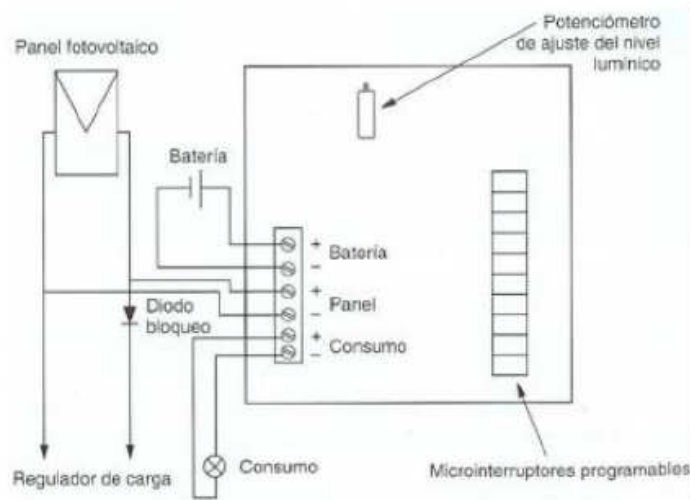 Potenciómetro
de ajuste del nivel
lumínico
Panel fotovoltaico
Batería
+
Batería
−
+
Panel
−
+
Consumo
−
Diodo
bloqueo
Regulador de carga
Consumo
Microinterruptores programables